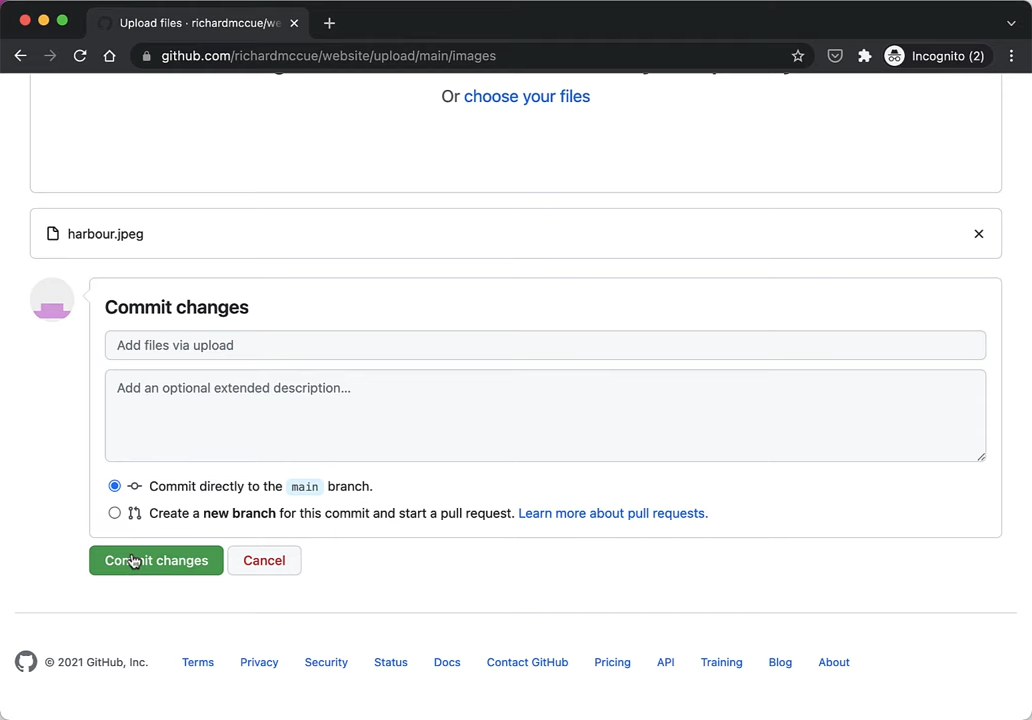 Upload files · richardmccue/we
github.com/richardmccue/website/upload/main/images
Incognito (2)
Or choose your files
harbour.jpeg
Commit changes
Add files via upload
Add an optional extended description...
Commit directly to the main branch.
Create a new branch for this commit and start a pull request. Learn more about pull requests.
Commit changes
Cancel
© 2021 GitHub, Inc.
Terms
Privacy
Security
Status
Docs
Contact GitHub
Pricing
API
Training
Blog
About